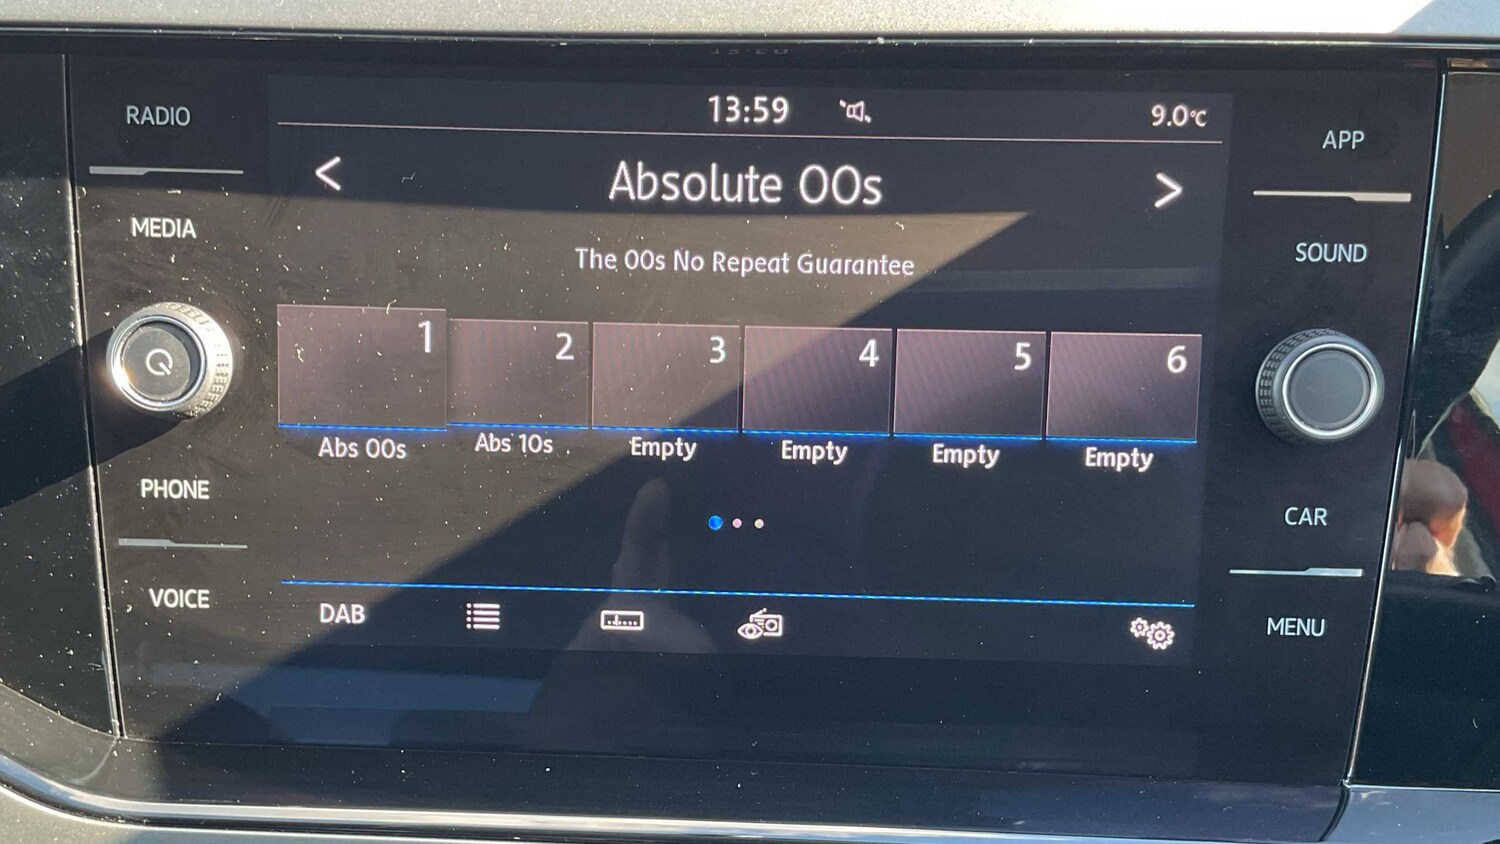 RADIO
MEDIA
PHONE
VOICE
13:59
9.0°C
<
Absolute 00s
>
The 00s No Repeat Guarantee
1
2
3
4
5
6
Abs 00s
Abs 10s
Empty
Empty
Empty
Empty
DAB
APP
SOUND
CAR
MENU